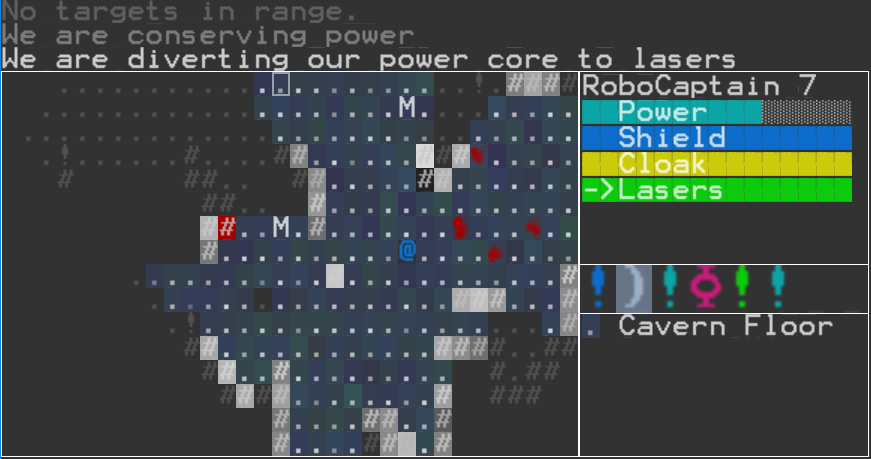 No targets in range.
We are conserving power
We are diverting our power core to lasers
RoboCaptain 7
Power
Shield
Cloak
->Lasers
. Cavern Floor